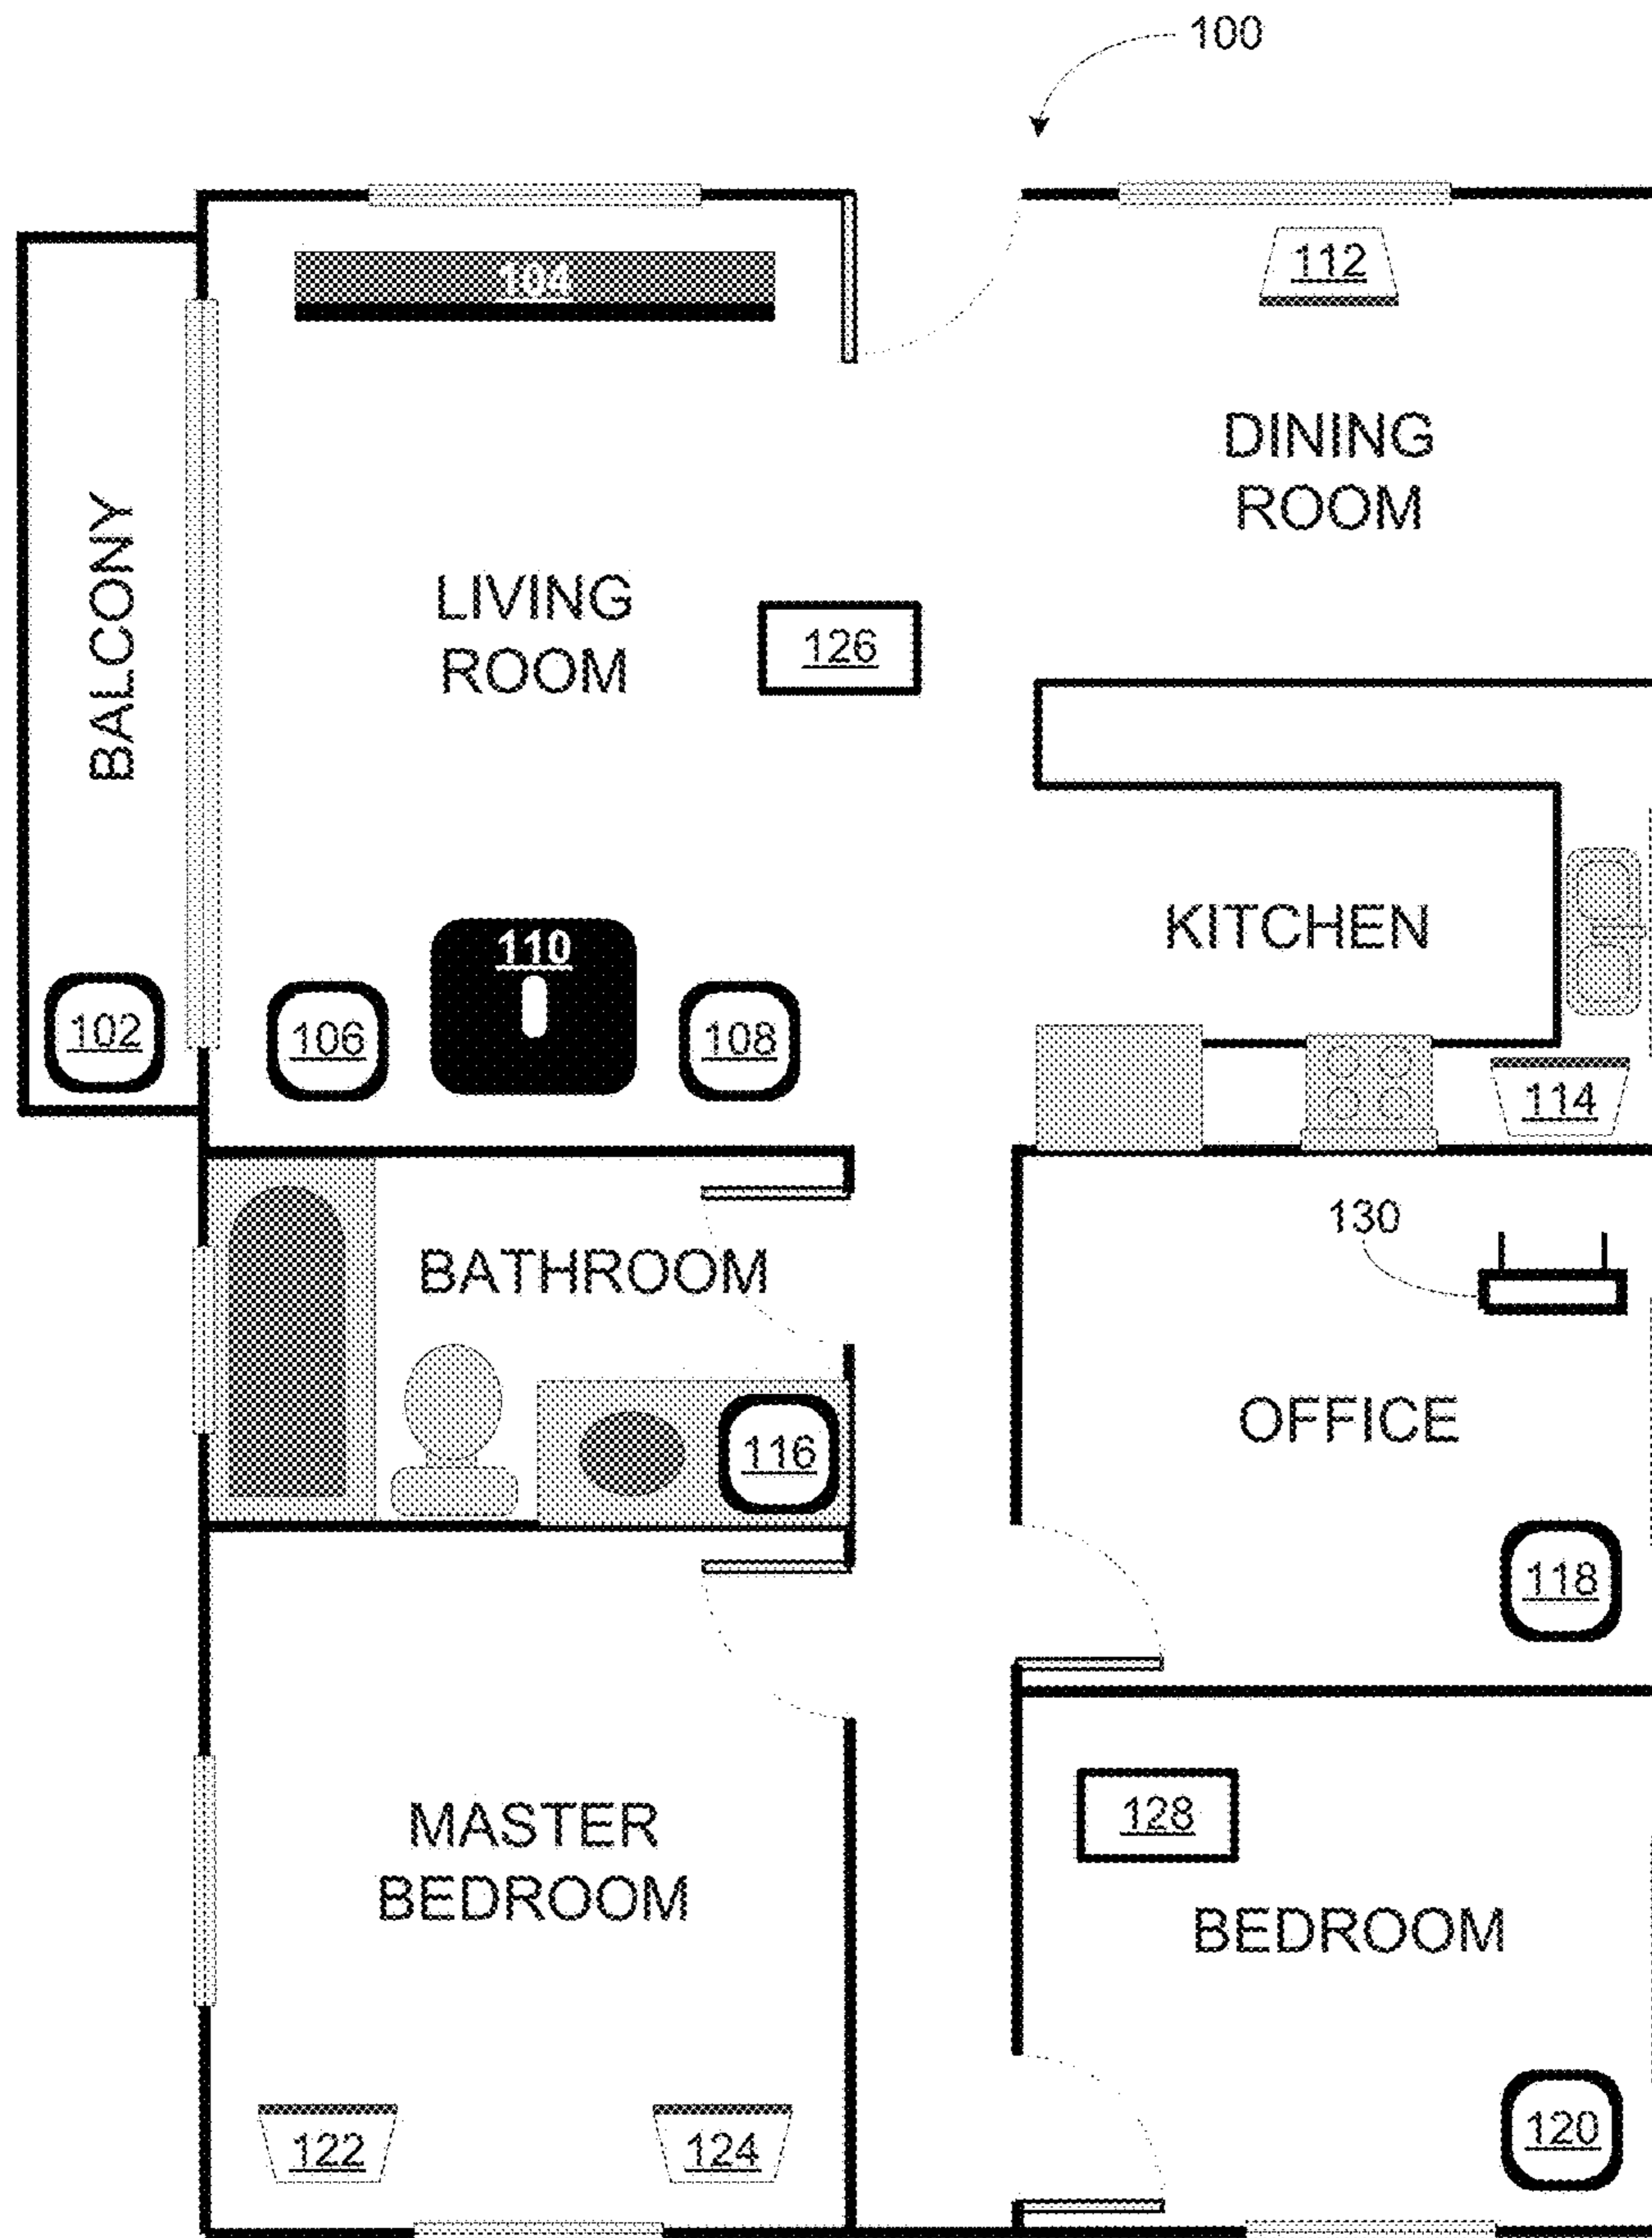 100
104
112
DINING
ROOM
BALCONY
LIVING
ROOM
126
KITCHEN
110
102
106
108
114
130
BATHROOM
OFFICE
116
118
MASTER
BEDROOM
128
BEDROOM
122
124
120